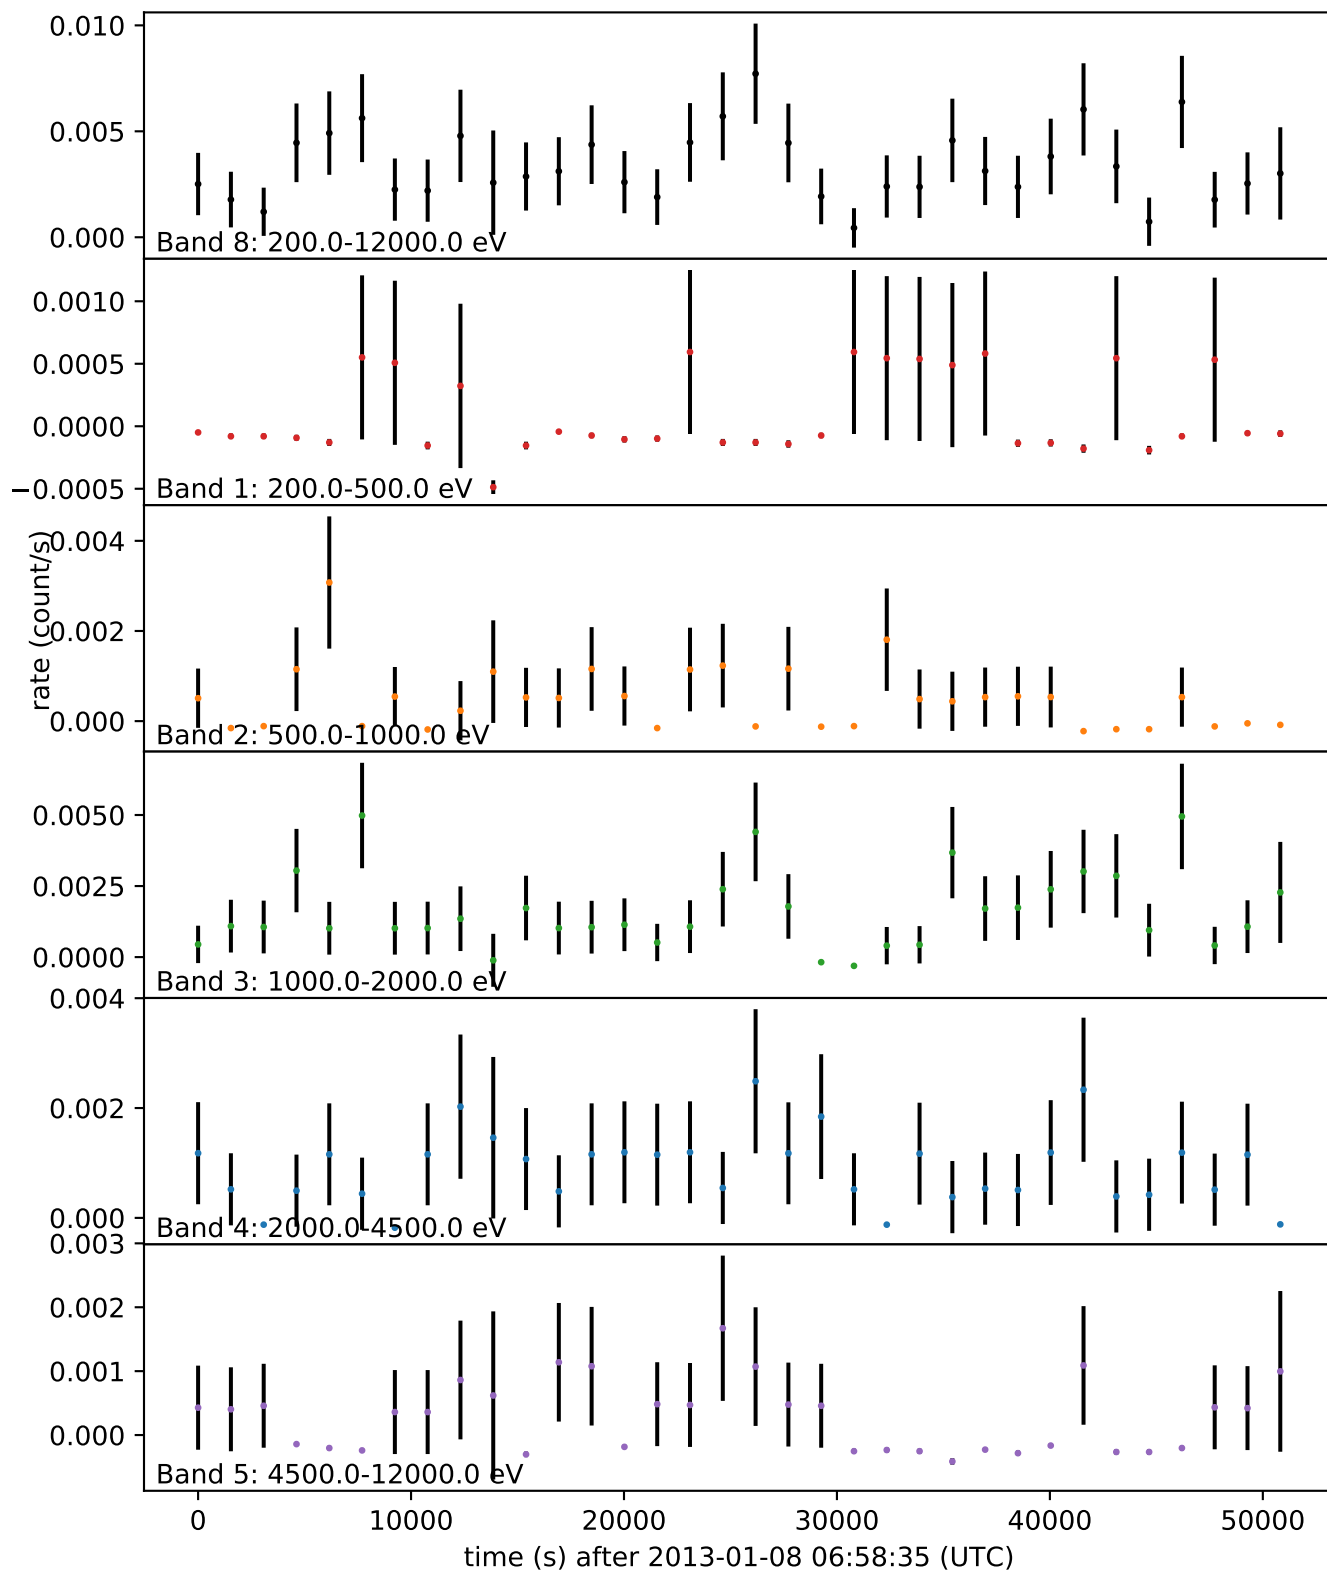 0.010
0.005
0.000
Band 8: 200.0-12000.0 eV
0.0010
0.0005
0.0000
−0.0005
Band 1: 200.0-500.0 eV
rate (count/s)
0.004
0.002
0.000
Band 2: 500.0-1000.0 eV
0.0050
0.0025
0.0000
Band 3: 1000.0-2000.0 eV
0.004
0.002
0.000
Band 4: 2000.0-4500.0 eV
0.003
0.002
0.001
0.000
Band 5: 4500.0-12000.0 eV
0 10000 20000 30000 40000 50000
time (s) after 2013-01-08 06:58:35 (UTC)